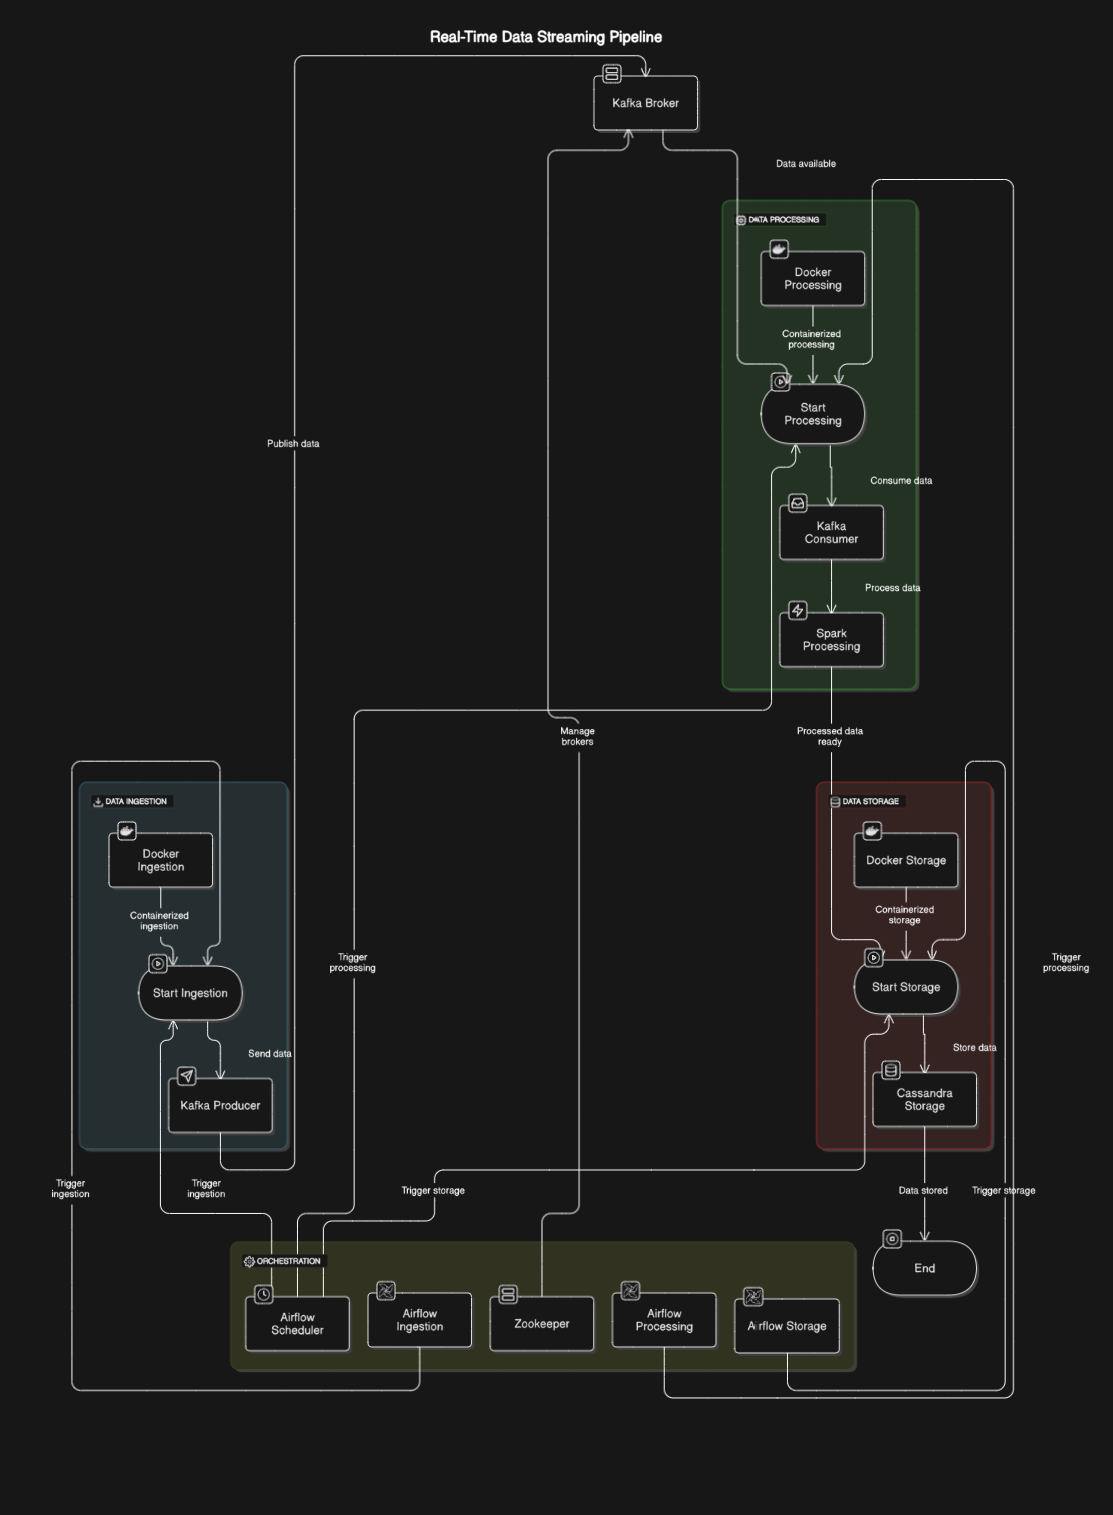 Real-Time Data Streaming Pipeline
Kafka Broker
Data available
DATA PROCESSING
Docker
Processing
Containerized
processing
Start
Processing
Publish data
Consume data
Kafka
Consumer
Process data
Spark
Processing
Manage
brokers
Processed data
ready
DATA INGESTION
Docker
Ingestion
Containerized
ingestion
Start Ingestion
Send data
Kafka Producer
DATA STORAGE
Docker Storage
Containerized
storage
Start Storage
Store data
Cassandra
Storage
Trigger
processing
Trigger
processing
Trigger
ingestion
Trigger
ingestion
Trigger storage
Data stored
Trigger storage
ORCHESTRATION
Airflow
Scheduler
Airflow
Ingestion
Zookeeper
Airflow
Processing
Airflow Storage
End